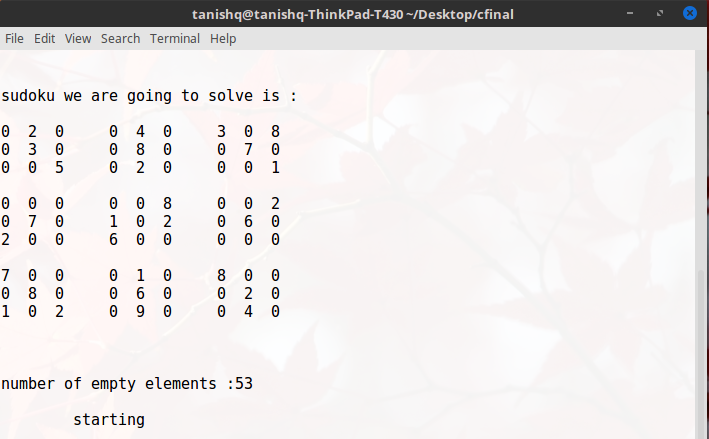 tanishq@tanishq-ThinkPad-T430 ~/Desktop/cfinal
File Edit View Search Terminal Help
sudoku we are going to solve is :
0 2 0 0 4 0 3 0 8
0 3 0 0 8 0 0 7 0
0 0 5 0 2 0 0 0 1
0 0 0 0 0 8 0 0 2
0 7 0 1 0 2 0 6 0
2 0 0 6 0 0 0 0 0
7 0 0 0 1 0 8 0 0
0 8 0 0 6 0 0 2 0
1 0 2 0 9 0 0 4 0
number of empty elements :53
starting